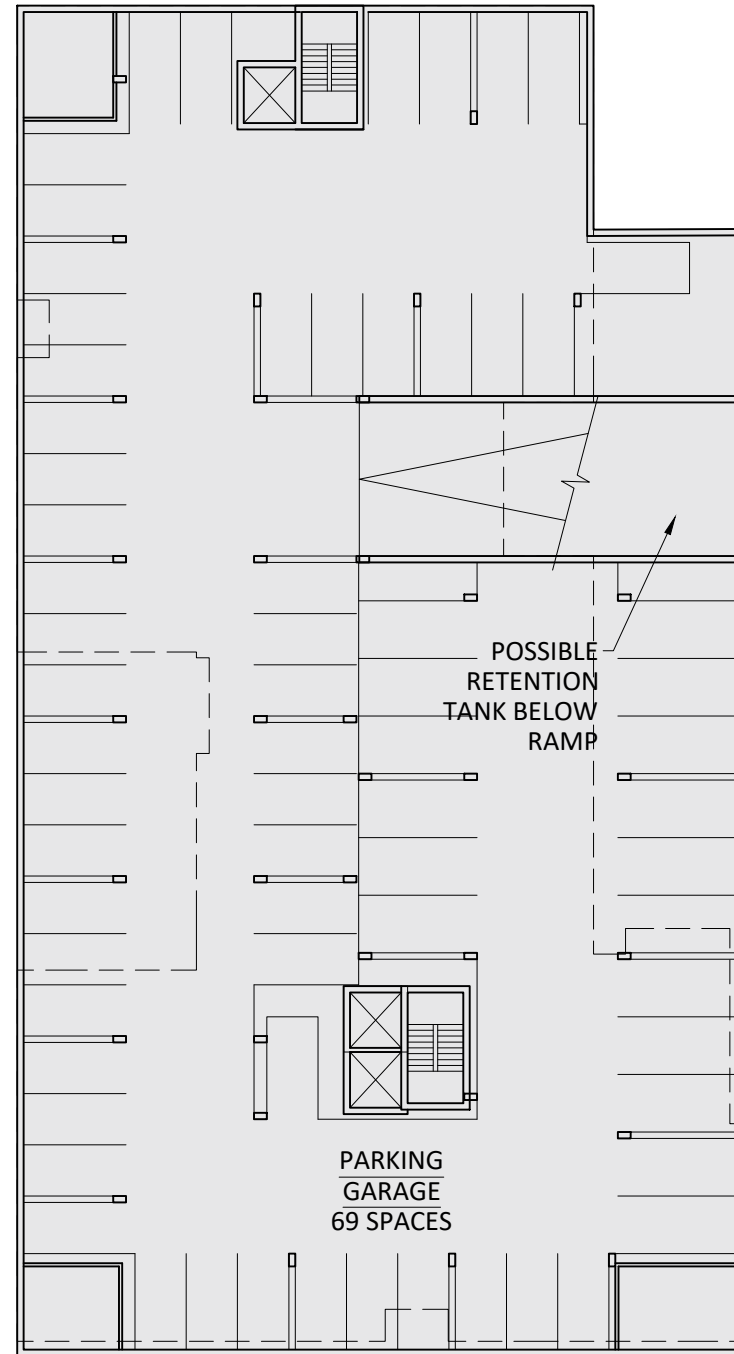 POSSIBLE
RETENTION
TANK BELOW
RAMP
PARKING
GARAGE
69 SPACES